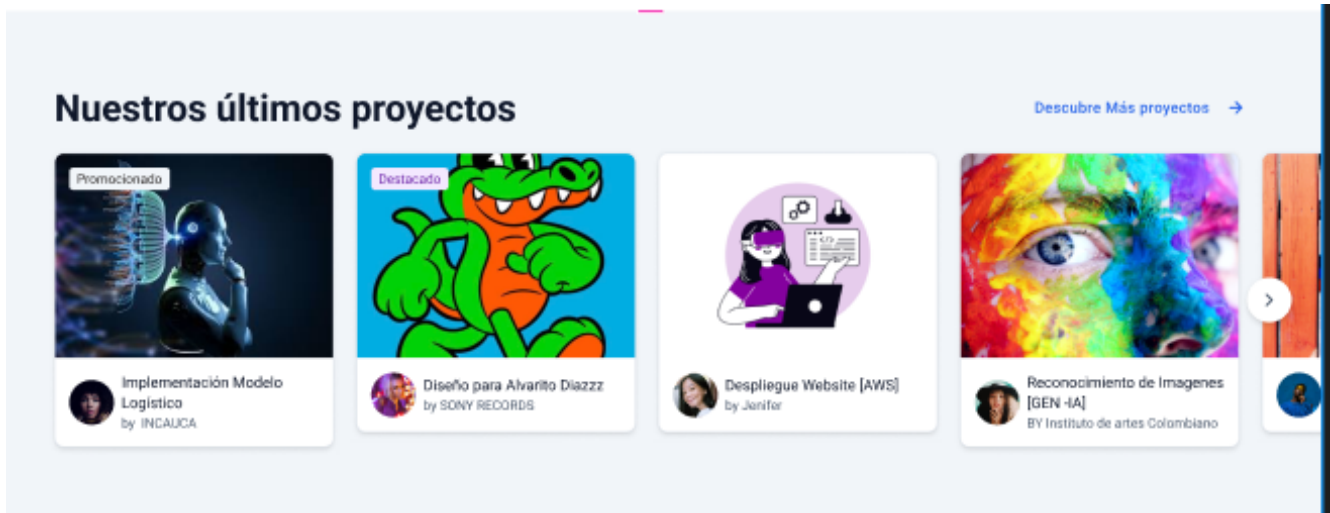 Nuestros últimos proyectos
Descubre Más proyectos
Promocionado
Destacado
Implementación Modelo
Logístico
by INCAUCA
Diseño para Alvarito Diazzz
by SONY RECORDS
Despliegue Website [AWS]
by Jenifer
Reconocimiento de Imagenes
[GEN -IA]
BY Instituto de artes Colombiano